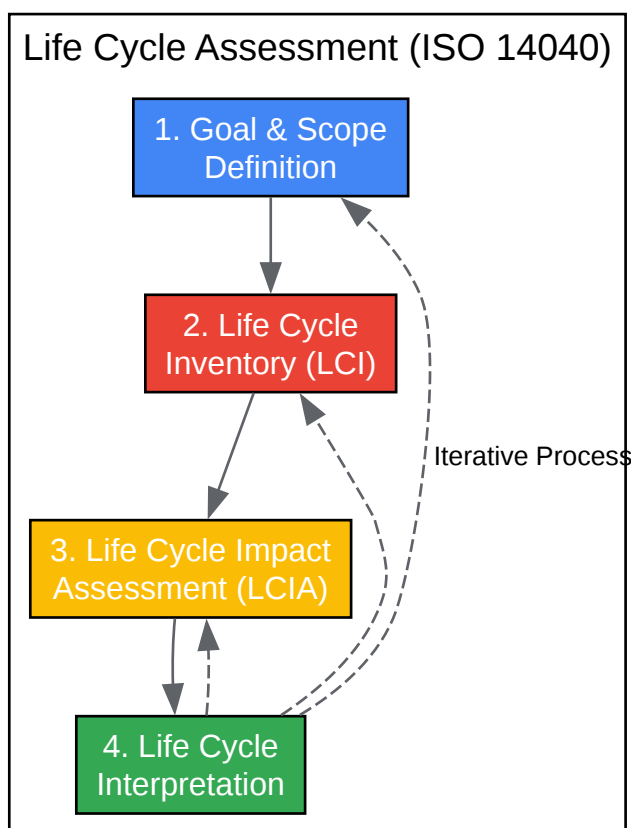 Life Cycle Assessment (ISO 14040)
1. Goal & Scope
Definition
2. Life Cycle
Inventory (LCI)
Iterative Process
3. Life Cycle Impact
Assessment (LCIA)
4. Life Cycle
Interpretation